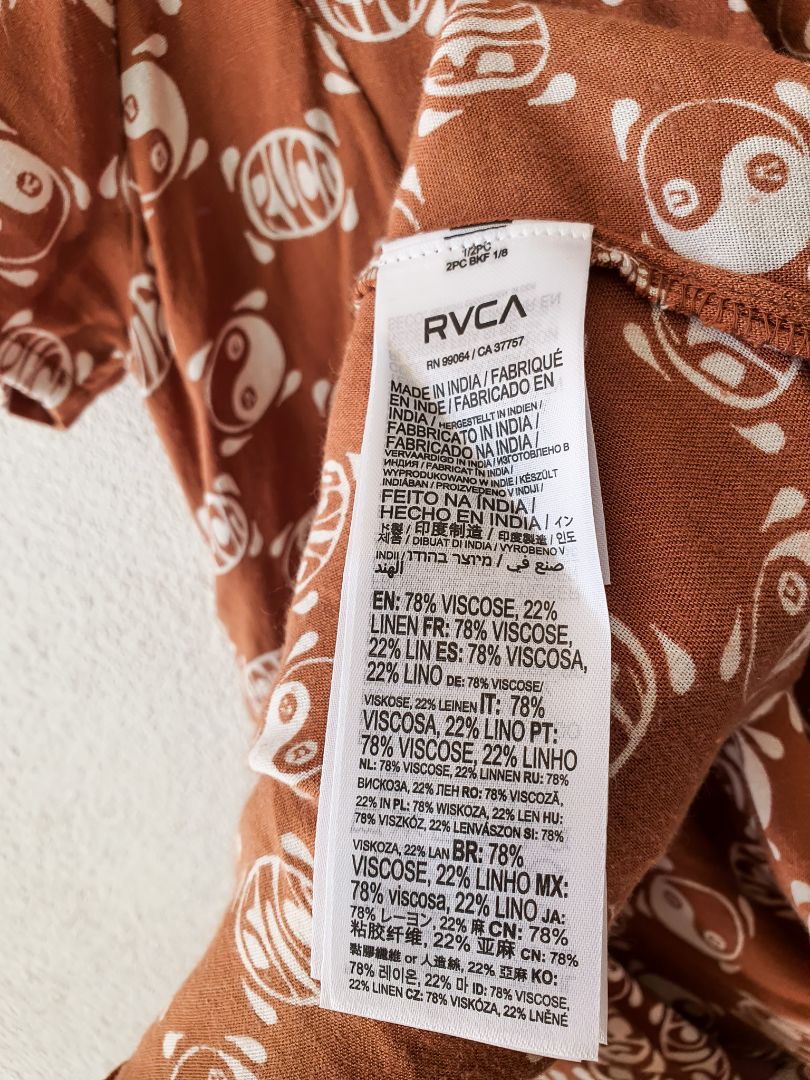 1/2PC
2PC BKF 1/8
RVCA
RN 99064 / CA 37757
MADE IN INDIA / FABRIQUÉ
EN INDE / FABRICADO EN
INDIA / HERGESTELLT IN INDIEN /
FABBRICATO IN INDIA /
FABRICADO NA ÍNDIA /
VERVAARDIGD IN INDIA / ИЗГОТОВЛЕНО В
ИНДИЯ / FABRICAT IN INDIA /
WYPRODUKOWANO W INDIE / KÉSZÜLT
INDIÁBAN / PROIZVEDENO V INDIJI /
FEITO NA ÍNDIA /
HECHO EN INDIA / イン
ド製 / 印度制造 / 印度製造 / 인도
제품 / DIBUAT DI INDIA / VYROBENO V
INDII / מיוצר בהודו / صنع في
الهند
EN: 78% VISCOSE, 22%
LINEN FR: 78% VISCOSE,
22% LIN ES: 78% VISCOSA,
22% LINO DE: 78% VISCOSE/
VISKOSE, 22% LEINEN IT: 78%
VISCOSA, 22% LINO PT:
78% VISCOSE, 22% LINHO
NL: 78% VISCOSE, 22% LINNEN RU: 78%
ВИСКОЗА, 22% ЛЕН RO: 78% VISCOZĂ,
22% IN PL: 78% WISKOZA, 22% LEN HU:
78% VISZKÓZ, 22% LENVÁSZON SI: 78%
VISKOZA, 22% LAN BR: 78%
VISCOSE, 22% LINHO MX:
78% viscosa, 22% LINO JA:
78% レーヨン, 22% 麻 CN: 78%
粘胶纤维, 22% 亚麻 CN: 78%
黏膠纖維 or 人造絲, 22% 亞麻 KO:
78% 레이온, 22% 마 ID: 78% VISCOSE,
22% LINEN CZ: 78% VISKÓZA, 22% LNĚNÉ
RVCA